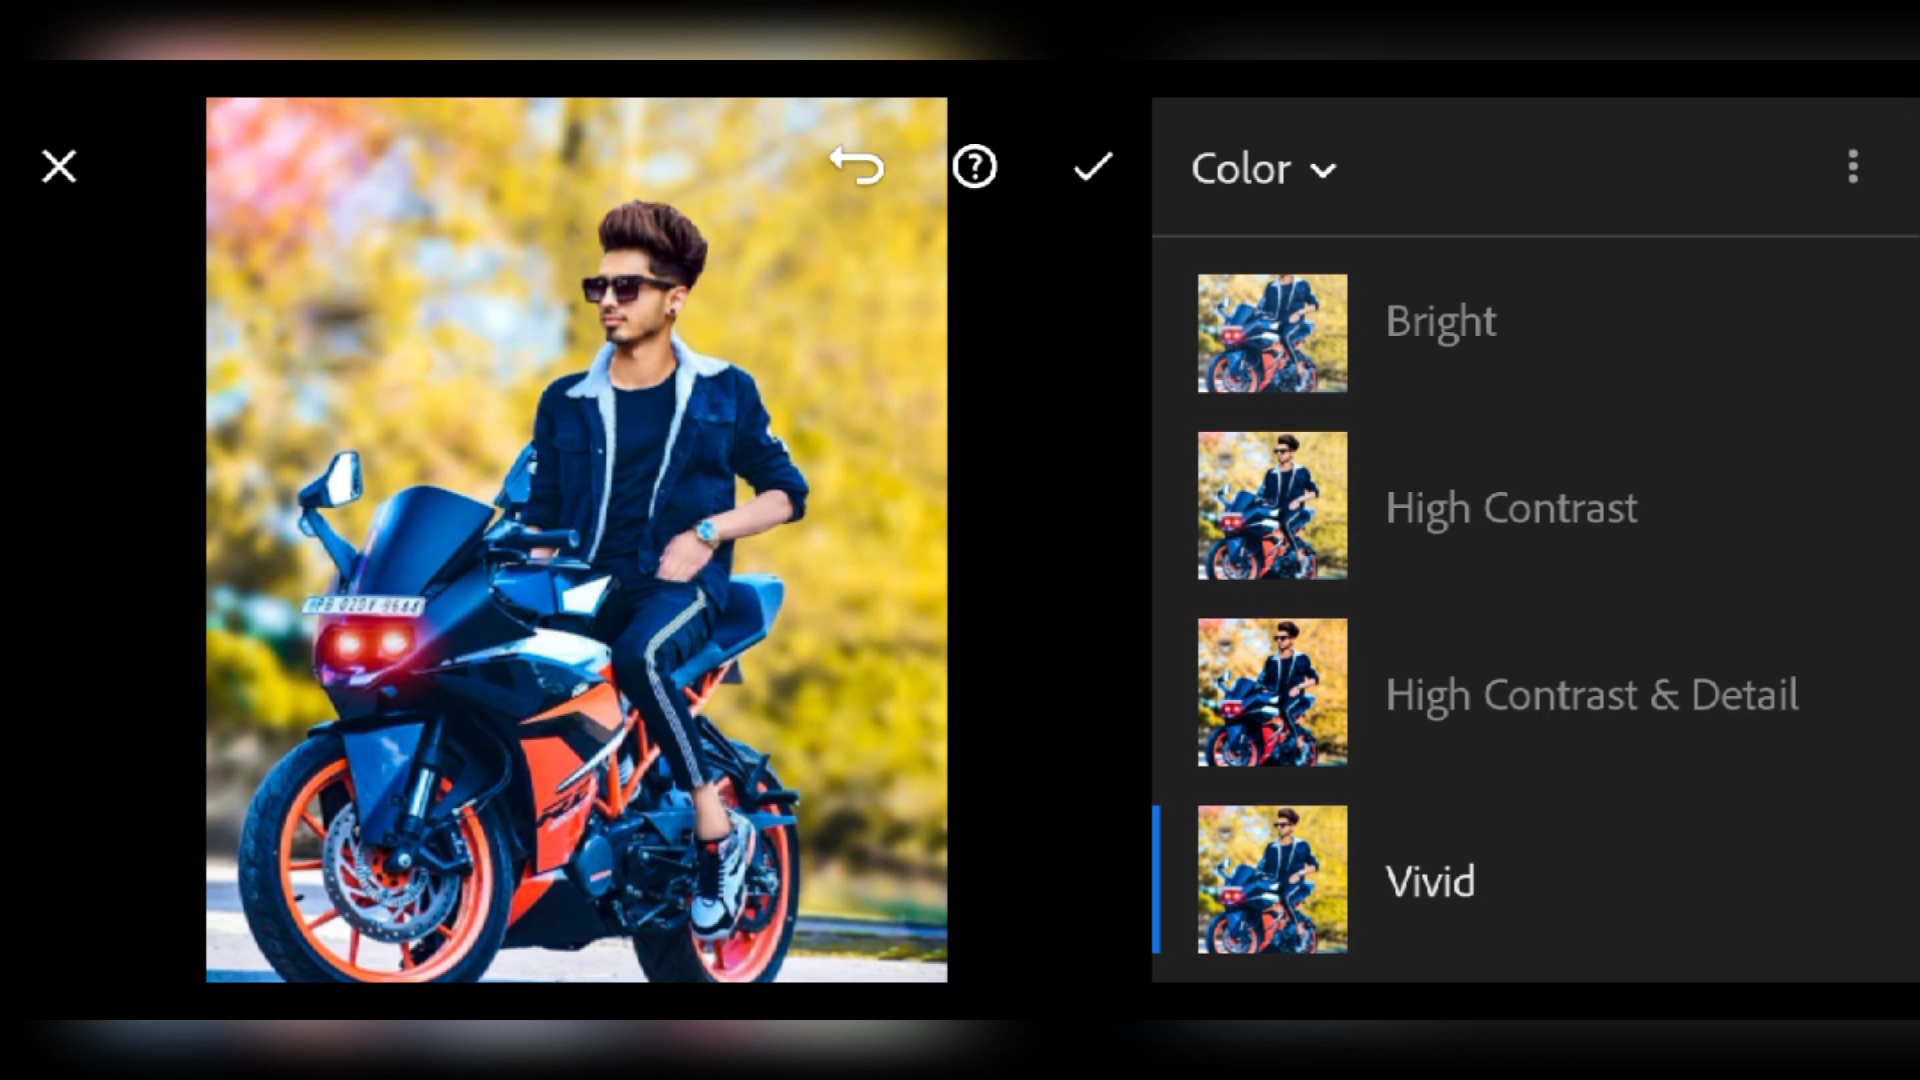 Color
Bright
High Contrast
High Contrast & Detail
Vivid